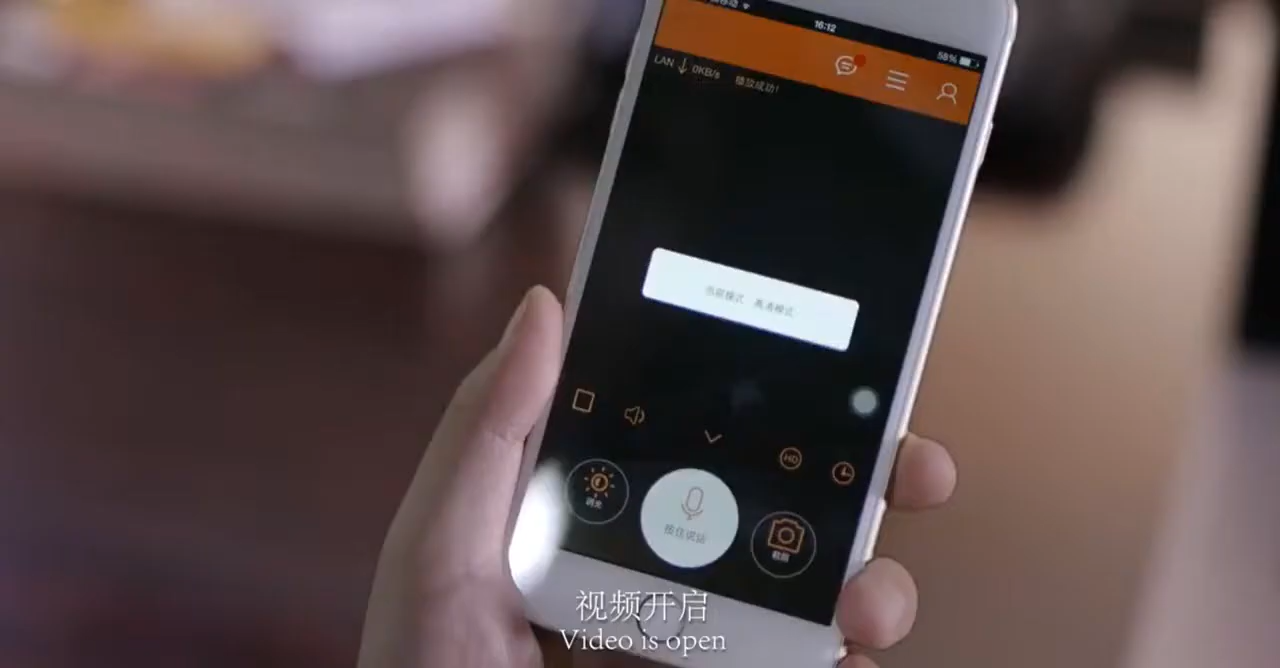 16:12
58%
LAN ↓ 0KB/s 播放成功!
当前模式 高清模式
HD
调光
按住说话
截图
视频开启
Video is open